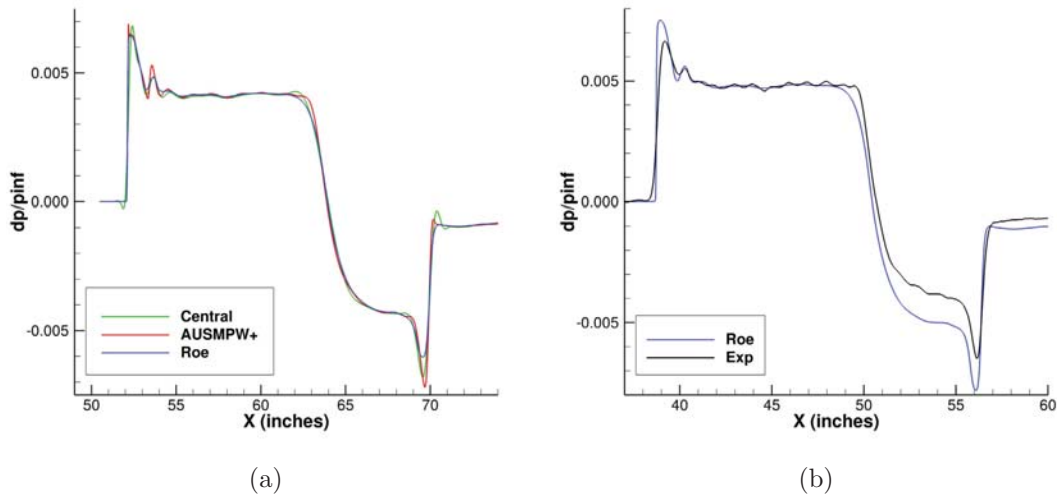 dp/pinf
0.005
0.000
-0.005
Central
AUSMPW+
Roe
50 55 60 65 70
X (inches)
(a)
dp/pinf
0.005
0.000
-0.005
Roe
Exp
40 45 50 55 60
X (inches)
(b)